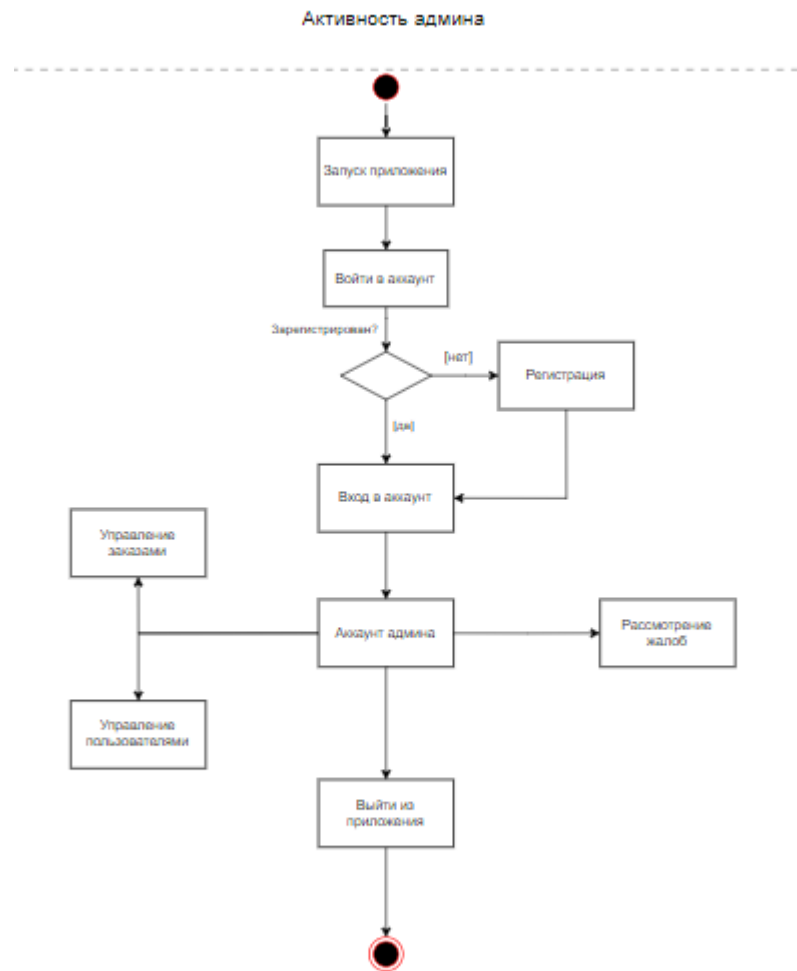 Активность админа
Запуск приложения
Войти в аккаунт
Зарегистрирован?
[нет]
Регистрация
[да]
Вход в аккаунт
Управление
заказами
Аккаунт админа
Рассмотрение
жалоб
Управление
пользователями
Выйти из
приложения